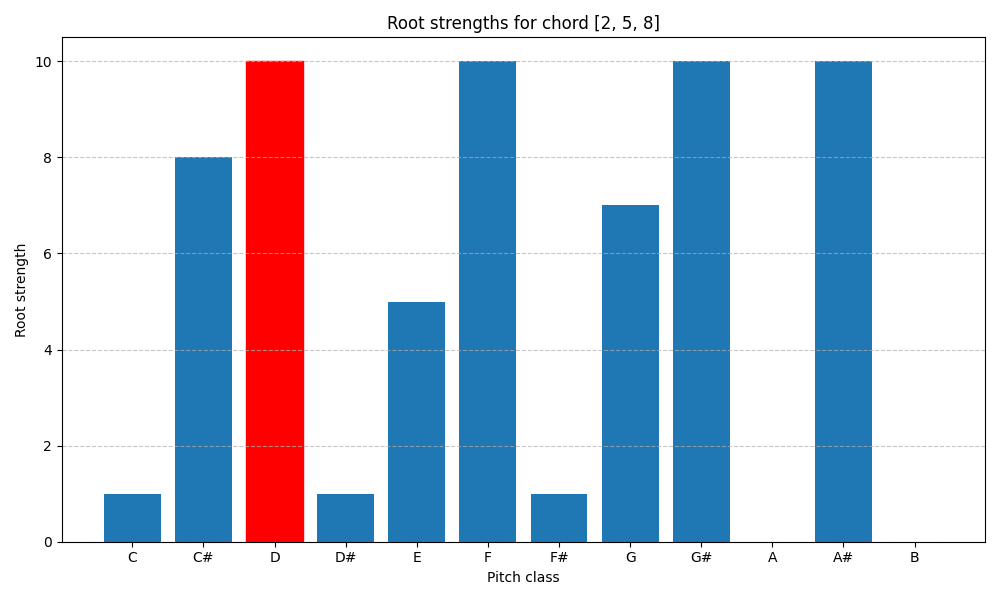 Root strengths for chord [2, 5, 8]
Root strength
10
8
6
4
2
0
C C# D D# E F F# G G# A A# B
Pitch class